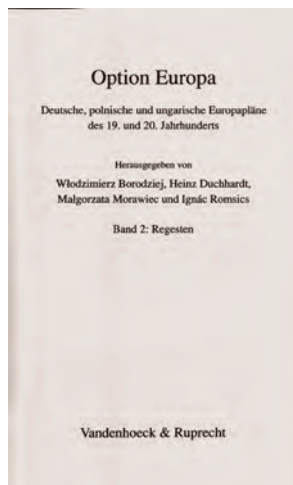 Option Europa
Deutsche, polnische und ungarische Europapläne
des 19. und 20. Jahrhunderts
Herausgegeben von
Włodzimierz Borodziej, Heinz Duchhardt,
Małgorzata Morawiec und Ignác Romsics
Band 2: Regesten
Vandenhoeck & Ruprecht